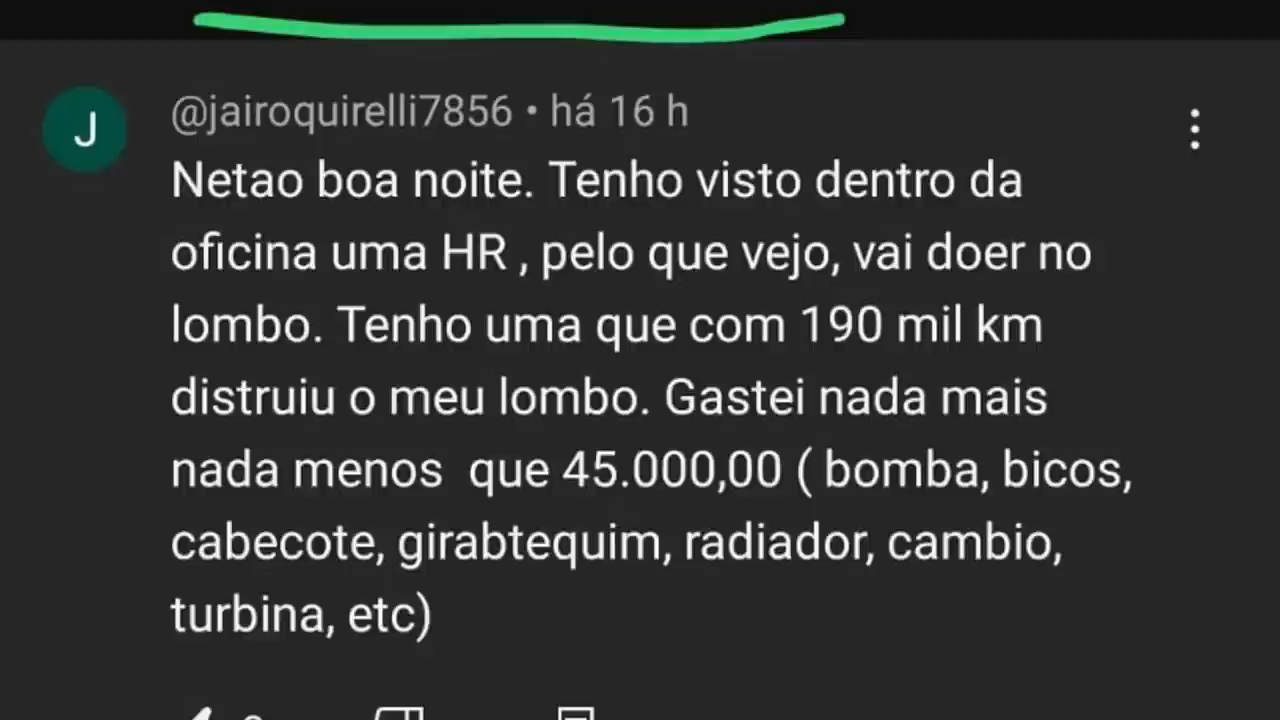 J
@jairoquirelli7856 • há 16 h
Netao boa noite. Tenho visto dentro da
oficina uma HR , pelo que vejo, vai doer no
lombo. Tenho uma que com 190 mil km
distruiu o meu lombo. Gastei nada mais
nada menos  que 45.000,00 ( bomba, bicos,
cabecote, girabtequim, radiador, cambio,
turbina, etc)